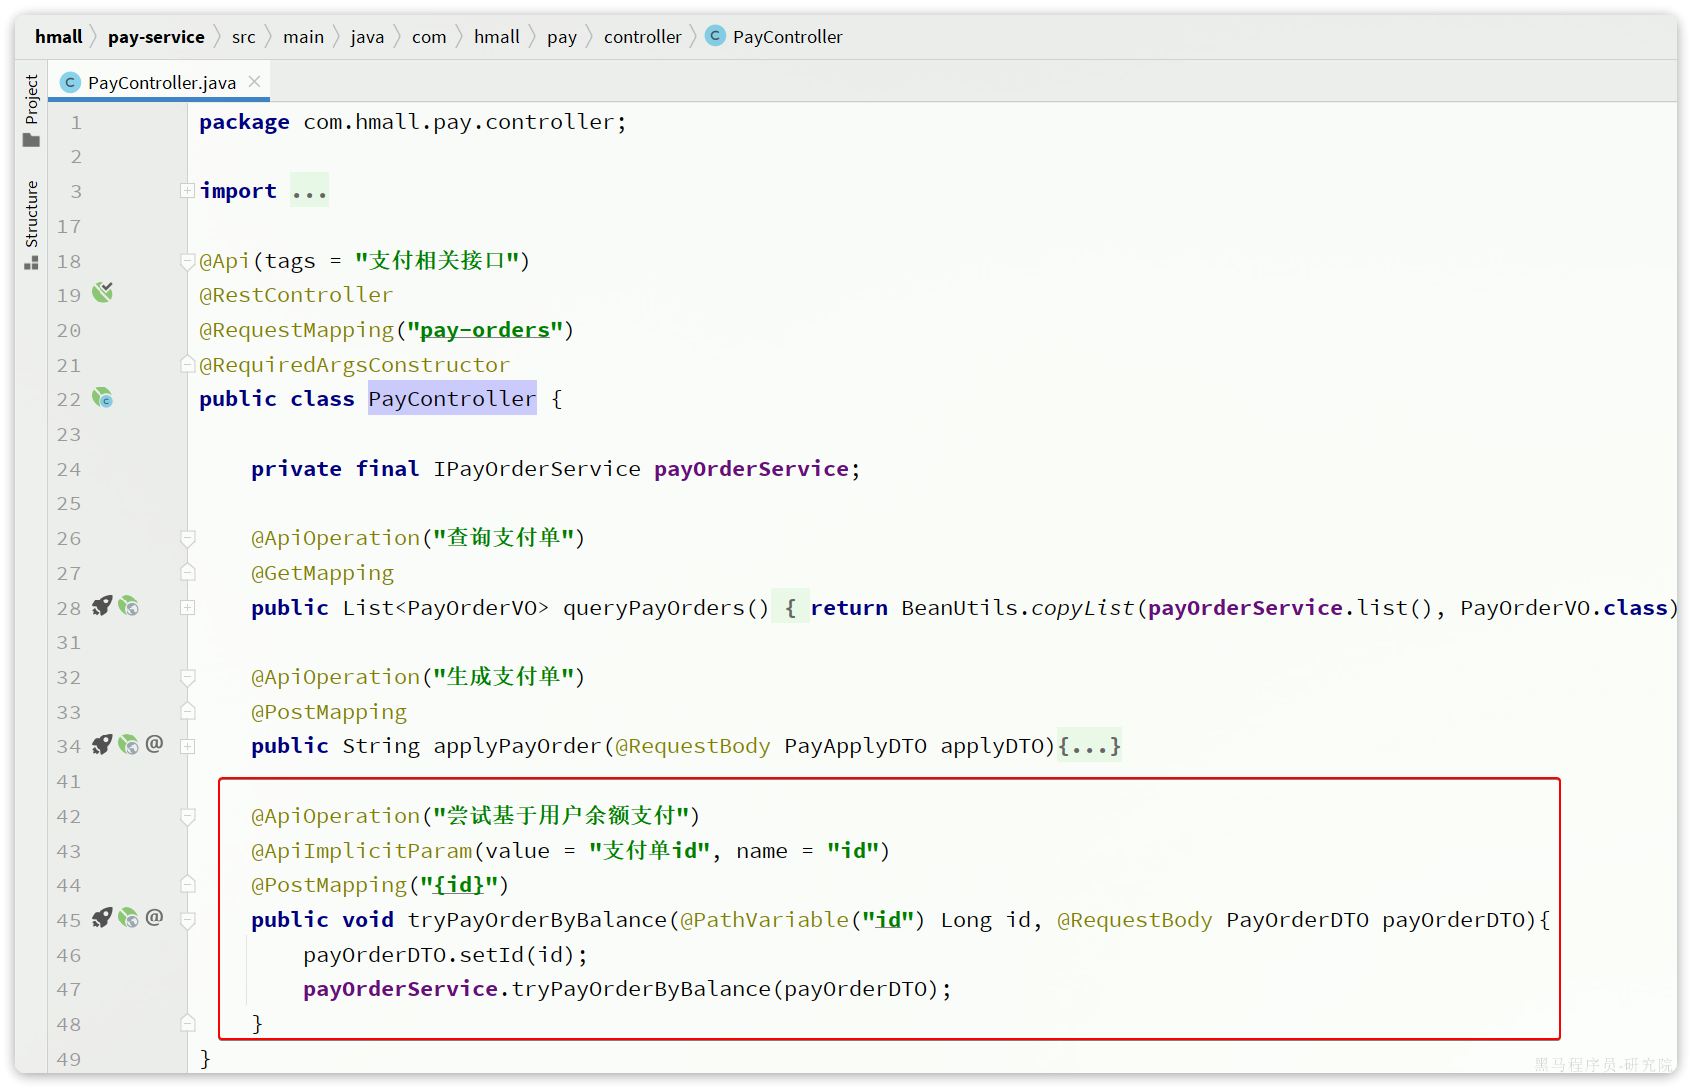 hmall pay-service src main java com hmall pay controller PayController
PayController.java
Project
Structure
1 package com.hmall.pay.controller;
2
3 import ...
17
18 @Api(tags = "支付相关接口")
19 @RestController
20 @RequestMapping("pay-orders")
21 @RequiredArgsConstructor
22 public class PayController {
23
24 private final IPayOrderService payOrderService;
25
26 @ApiOperation("查询支付单")
27 @GetMapping
28 public List<PayOrderVO> queryPayOrders() { return BeanUtils.copyList(payOrderService.list(), PayOrderVO.class)
31
32 @ApiOperation("生成支付单")
33 @PostMapping
34 @ public String applyPayOrder(@RequestBody PayApplyDTO applyDTO){...}
41
42 @ApiOperation("尝试基于用户余额支付")
43 @ApiImplicitParam(value = "支付单id", name = "id")
44 @PostMapping("{id}")
45 @ public void tryPayOrderByBalance(@PathVariable("id") Long id, @RequestBody PayOrderDTO payOrderDTO){
46 payOrderDTO.setId(id);
47 payOrderService.tryPayOrderByBalance(payOrderDTO);
48 }
49 }
黑马程序员-研究院